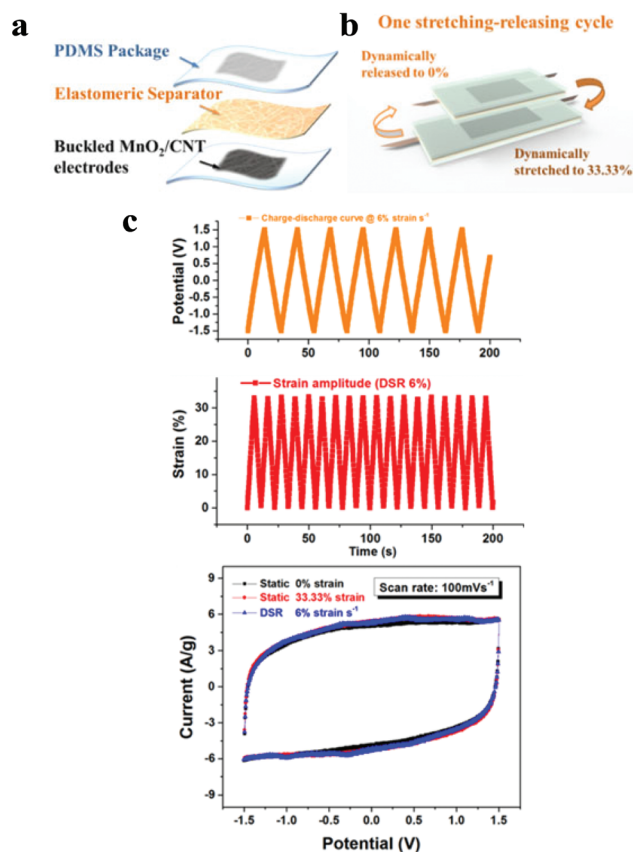 a
PDMS Package
Elastomeric Separator
Buckled MnO₂/CNT
electrodes
b
One stretching-releasing cycle
Dynamically
released to 0%
Dynamically
stretched to 33.33%
c
Charge-discharge curve @ 6% strain s⁻¹
Potential (V)
1.5
1.0
0.5
0.0
-0.5
-1.0
-1.5
0 50 100 150 200
Strain amplitude (DSR 6%)
Strain (%)
30
20
10
0
0 50 100 150 200
Time (s)
Static 0% strain
Static 33.33% strain
DSR 6% strain s⁻¹
Scan rate: 100mVs⁻¹
Current (A/g)
9
6
3
0
-3
-6
-9
-1.5 -1.0 -0.5 0.0 0.5 1.0 1.5
Potential (V)